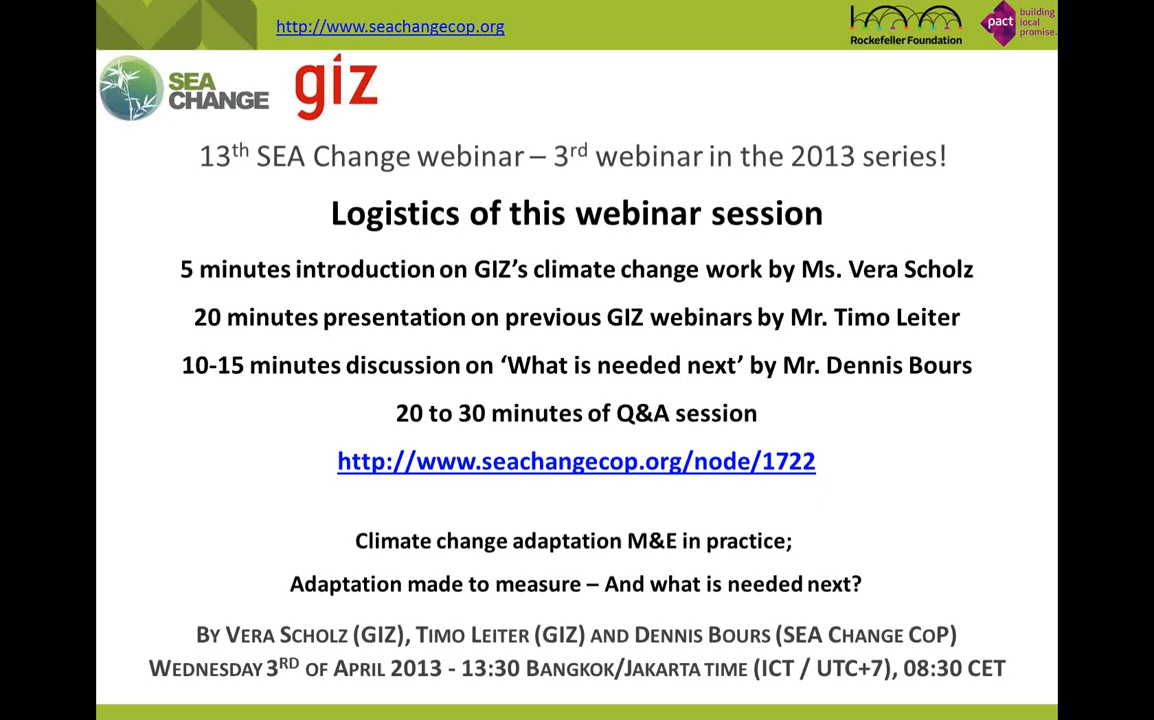 http://www.seachangecop.org
Rockefeller Foundation
pact
building
local
promise.
SEA
CHANGE
giz
13th SEA Change webinar – 3rd webinar in the 2013 series!
Logistics of this webinar session
5 minutes introduction on GIZ’s climate change work by Ms. Vera Scholz
20 minutes presentation on previous GIZ webinars by Mr. Timo Leiter
10-15 minutes discussion on ‘What is needed next’ by Mr. Dennis Bours
20 to 30 minutes of Q&A session
http://www.seachangecop.org/node/1722
Climate change adaptation M&E in practice;
Adaptation made to measure – And what is needed next?
BY VERA SCHOLZ (GIZ), TIMO LEITER (GIZ) AND DENNIS BOURS (SEA CHANGE COP)
WEDNESDAY 3RD OF APRIL 2013 - 13:30 BANGKOK/JAKARTA TIME (ICT / UTC+7), 08:30 CET